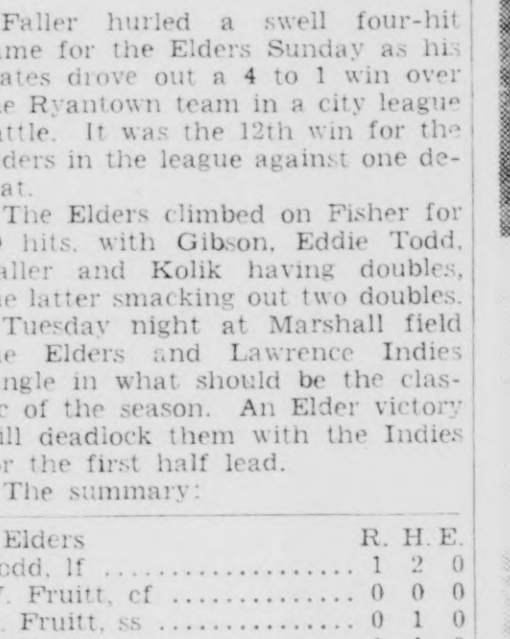 Faller hurled a swell four-hit
ame for the Elders Sunday as his
ates drove out a 4 to 1 win over
e Ryantown team in a city league
attle. It was the 12th win for the
ders in the league against one de-
at.
The Elders climbed on Fisher for
hits, with Gibson, Eddie Todd,
aller and Kolik having doubles,
e latter smacking out two doubles.
Tuesday night at Marshall field
e Elders and Lawrence Indies
ngle in what should be the clas-
c of the season. An Elder victory
ill deadlock them with the Indies
r the first half lead.
The summary:
Elders R. H. E.
odd, lf .................. 1 2 0
. Fruitt, cf .............. 0 0 0
. Fruitt, ss ............... 0 1 0